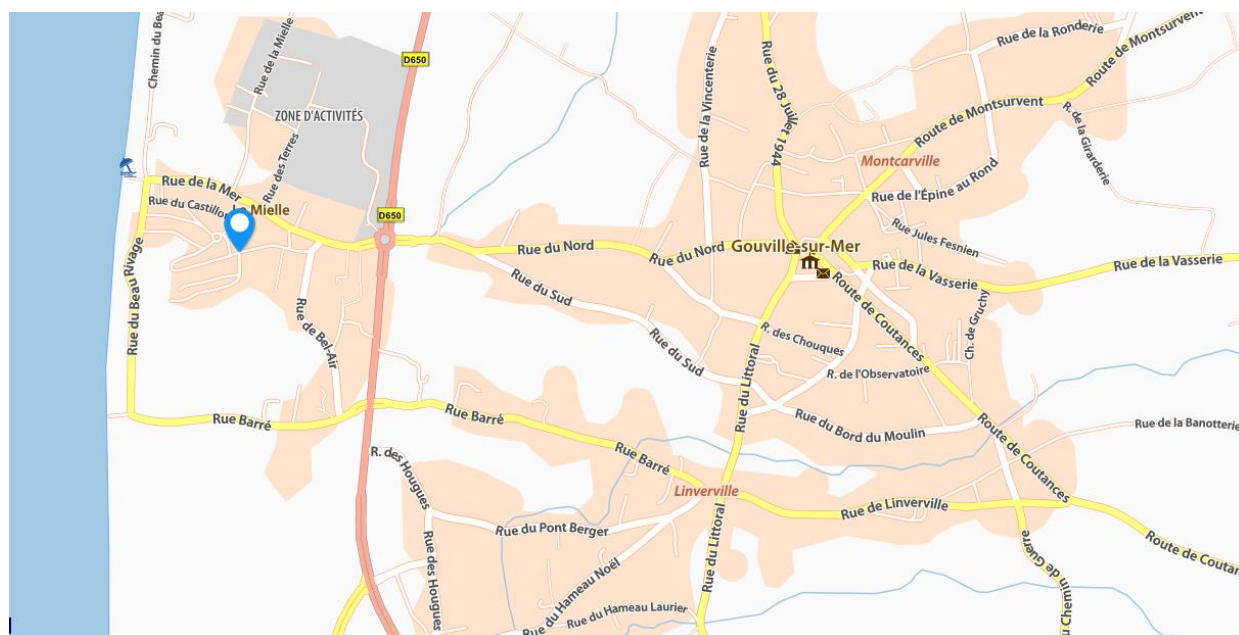 Chemin du Beau
Rue de la Mielle
D650
ZONE D'ACTIVITÉS
Rue des Terres
Rue de la Vincenterie
Rue du 28 Juillet 1944
Rue de la Ronderie
Route de Montsurvent
Route de Montsurvent
R. de la Girarderie
Montcarville
Rue de l'Épine au Rond
Rue Jules Fesnien
Rue de la Mer
Rue du Castillon
Mielle
D650
Rue du Nord
Rue du Nord
Gouville-sur-Mer
Rue de la Vasserie
Rue de la Vasserie
Rue du Beau Rivage
Rue de Bel-Air
Rue du Sud
Rue du Sud
R. des Chouques
R. de l'Observatoire
Route de Coutances
Ch. de Gruchy
Rue du Littoral
Rue du Bord du Moulin
Rue Barré
Rue Barré
Rue Barré
Route de Coutances
Rue de la Banotterie
R. des Hougues
Linverville
Rue de Linverville
Rue du Pont Berger
Rue des Hougues
Rue du Hameau Noël
Rue du Hameau Laurier
Rue du Littoral
u Chemin de Guerre
Route de Coutan